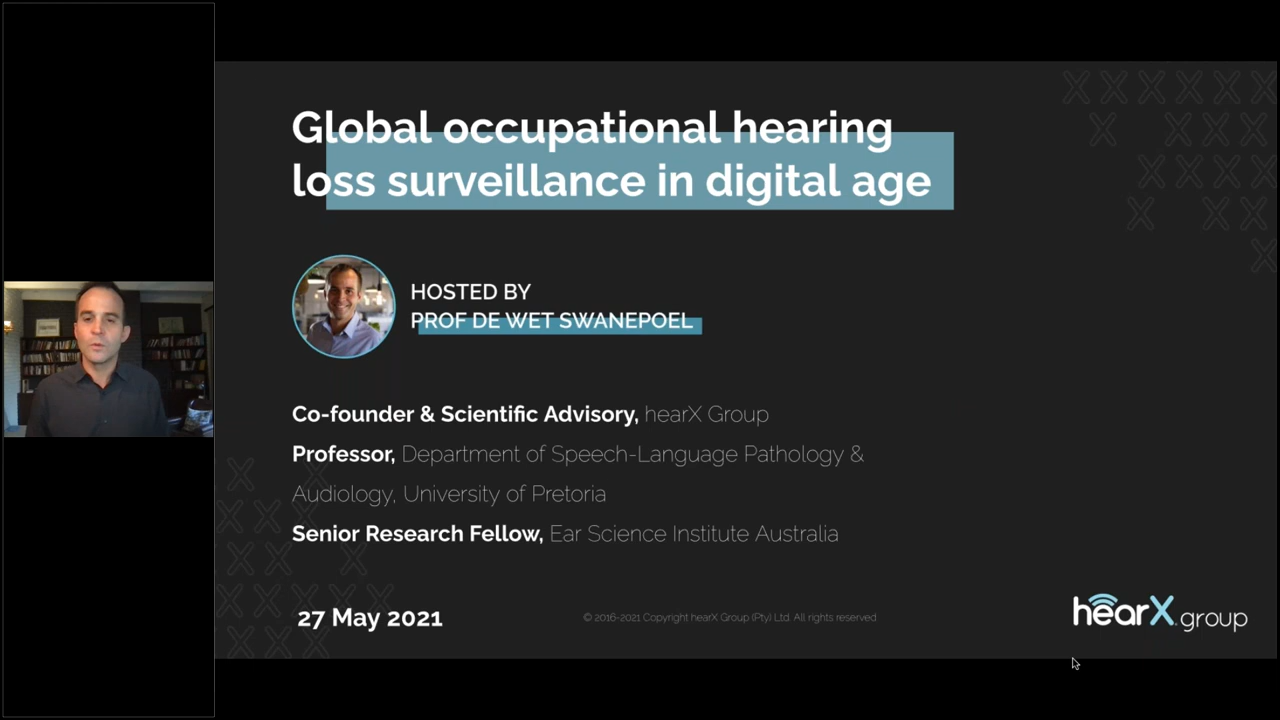 Global occupational hearing
loss surveillance in digital age
HOSTED BY
PROF DE WET SWANEPOEL
Co-founder & Scientific Advisory, hearX Group
Professor, Department of Speech-Language Pathology &
Audiology, University of Pretoria
Senior Research Fellow, Ear Science Institute Australia
27 May 2021
© 2016-2021 Copyright hearX Group (Pty) Ltd. All rights reserved
hearX group